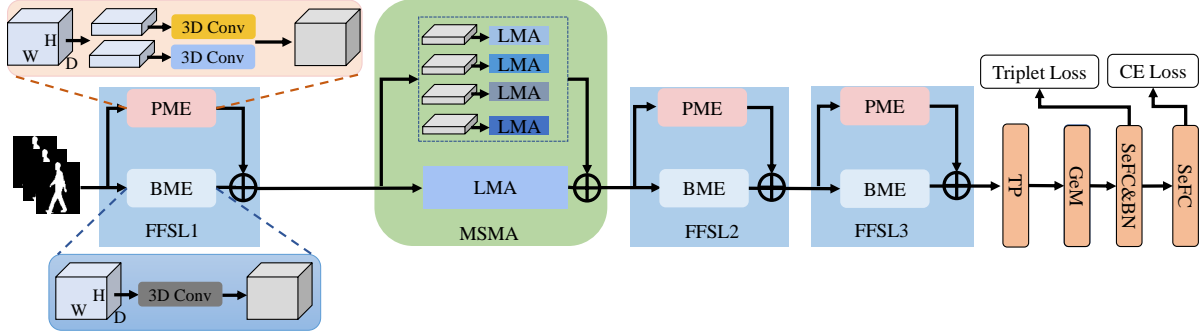 H
W
D
3D Conv
3D Conv
PME
BME
FFSL1
H
W
D
3D Conv
LMA
LMA
LMA
LMA
LMA
MSMA
PME
BME
FFSL2
PME
BME
FFSL3
Triplet Loss
CE Loss
TP
GeM
SeFC&BN
SeFC